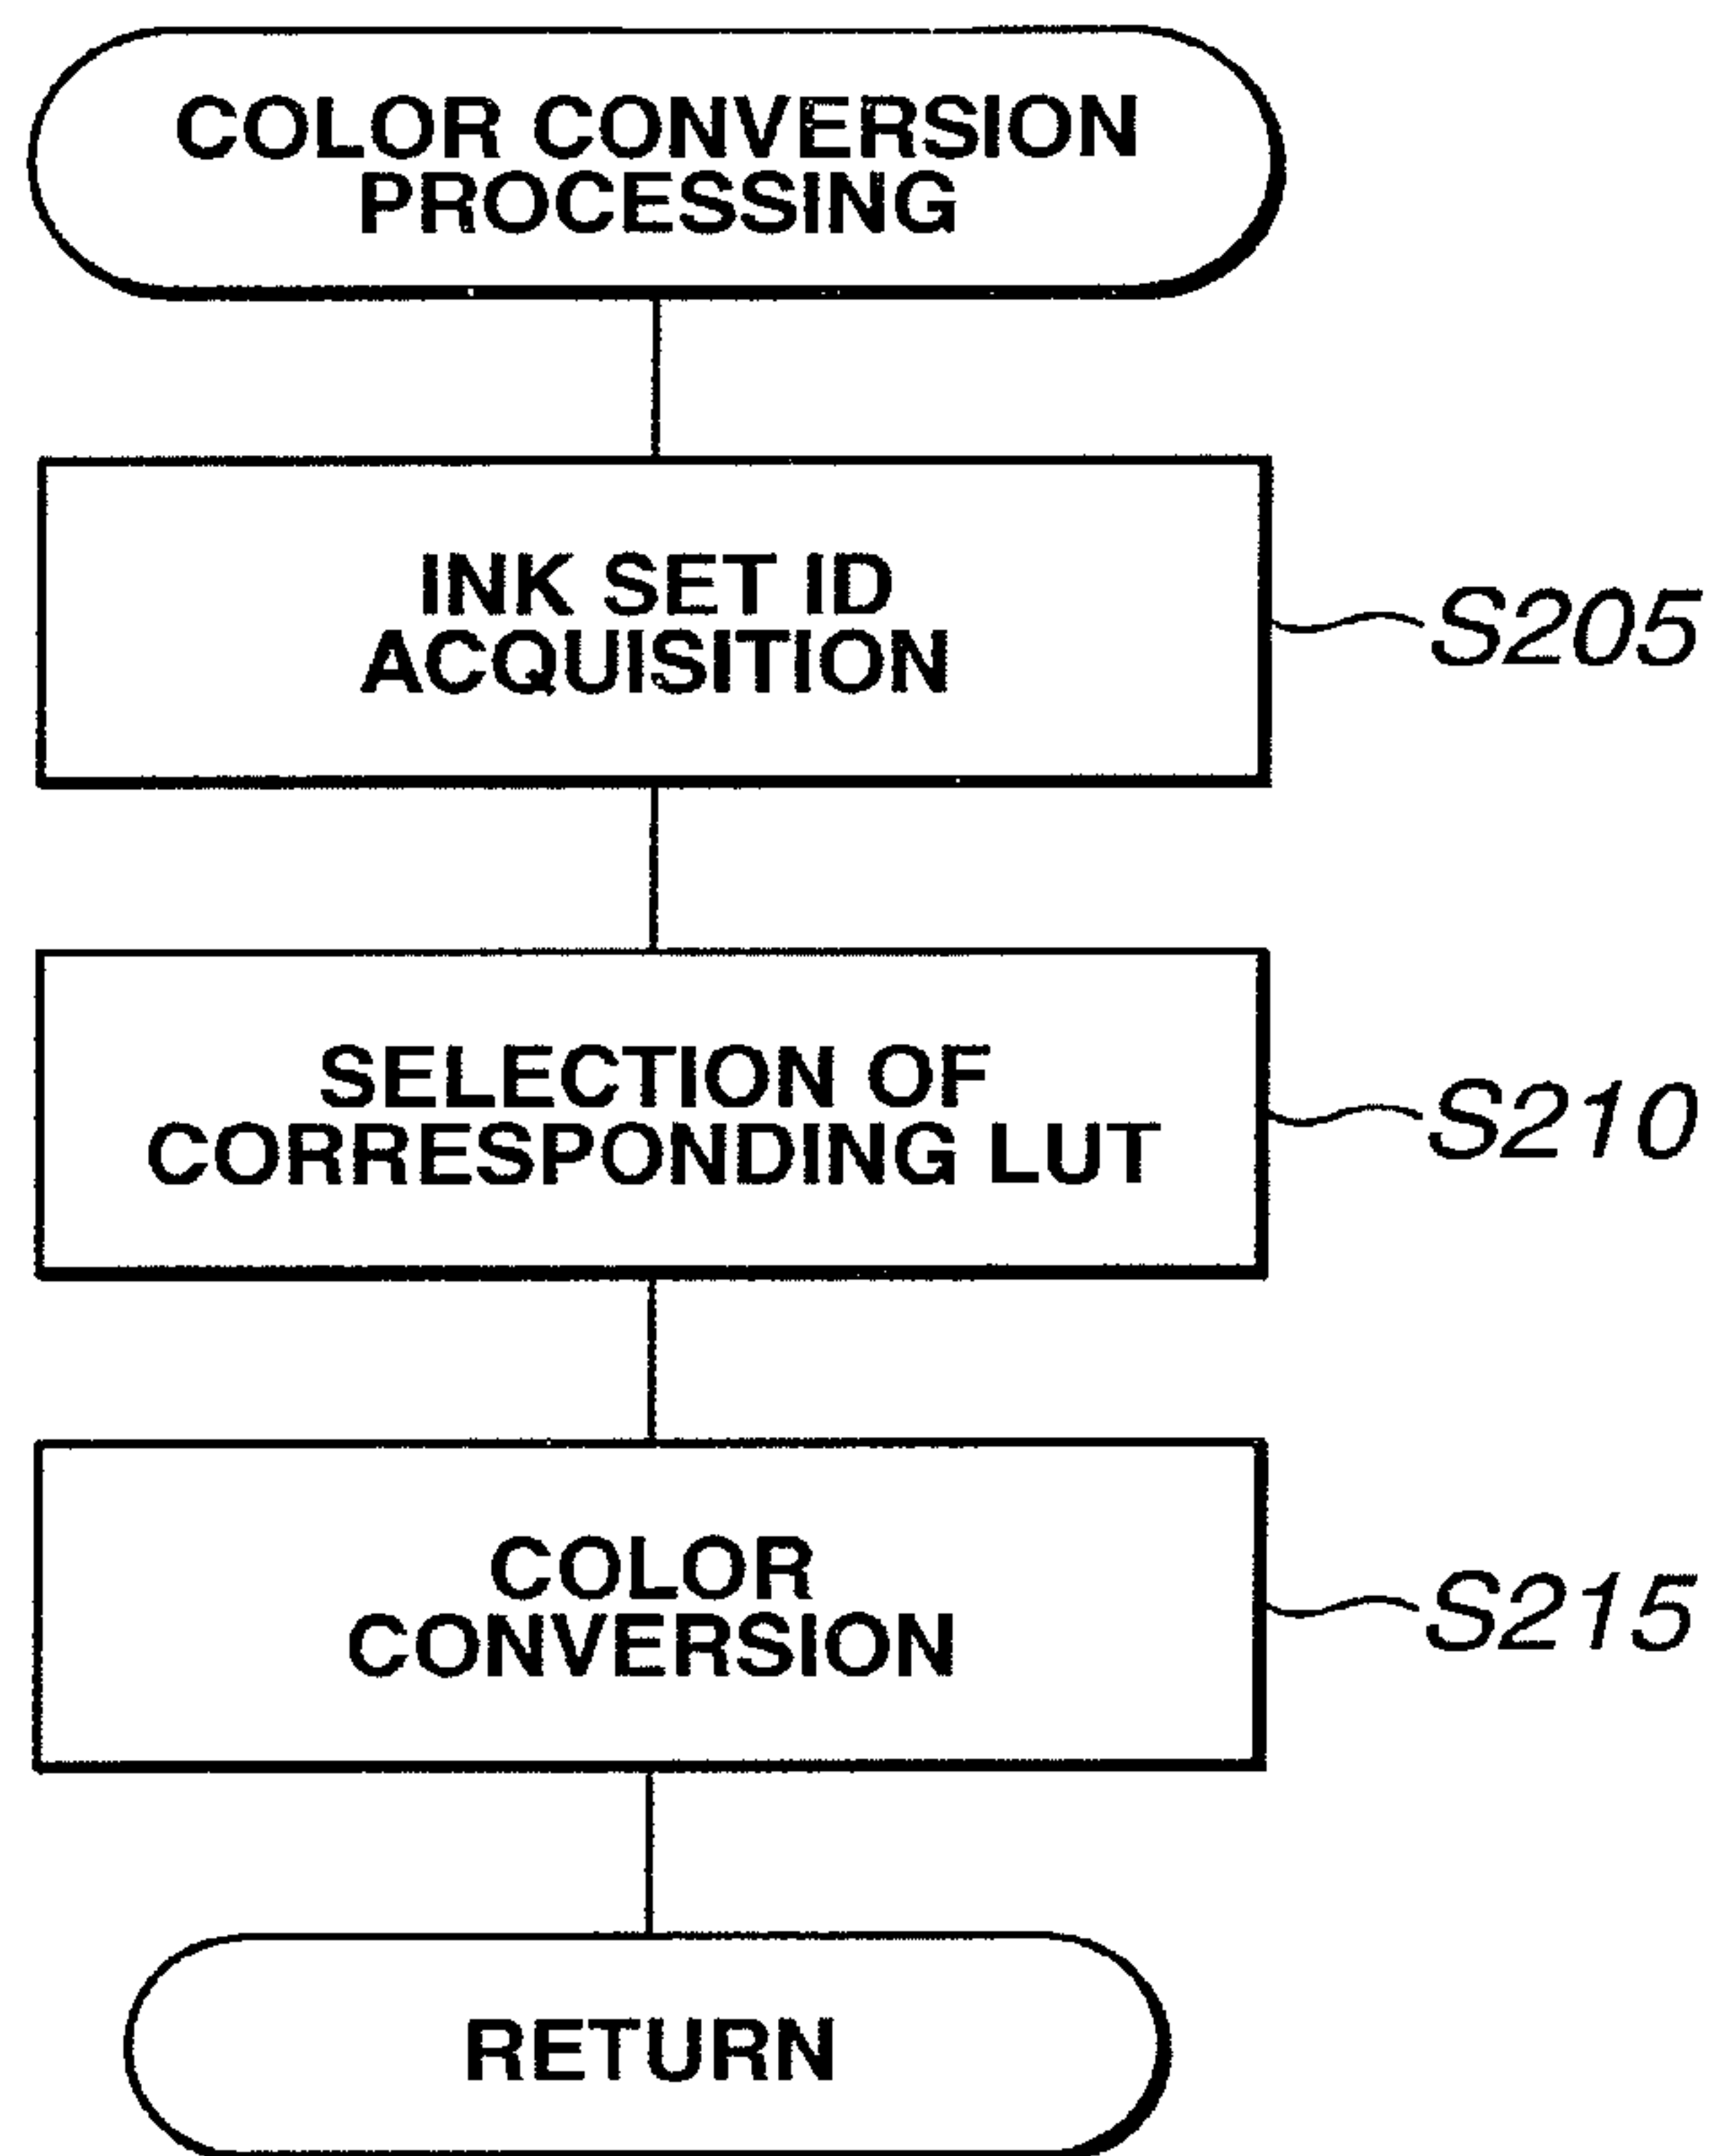 COLOR CONVERSION
PROCESSING
INK SET ID
ACQUISITION
S205
SELECTION OF
CORRESPONDING LUT
S210
COLOR
CONVERSION
S215
RETURN